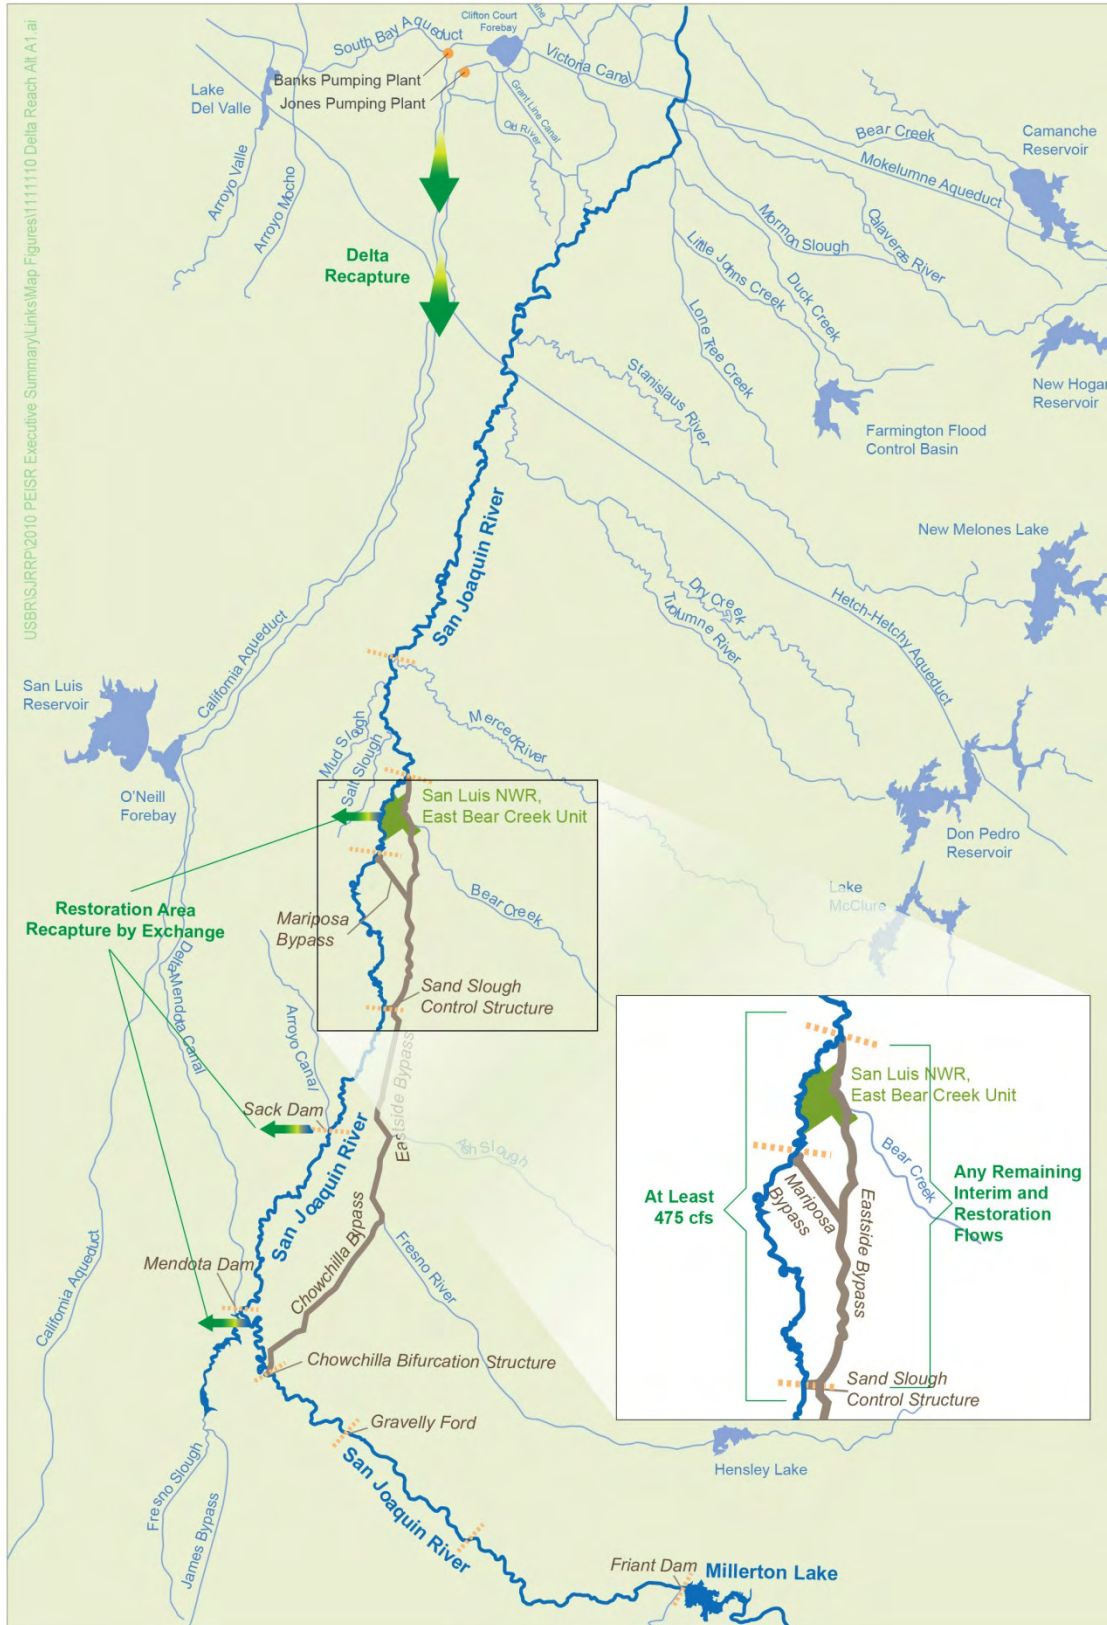 USBR\SJRRP\2010 PEISR Executive Summary\Links\Map Figures\1111110 Delta Reach Alt A1.ai
South Bay Aqueduct
Clifton Court
Forebay
Victoria Canal
Banks Pumping Plant
Jones Pumping Plant
Lake
Del Valle
Grant Line Canal
Old River
Arroyo Valle
Arroyo Mocho
Bear Creek
Camanche
Reservoir
Mokelumne Aqueduct
Mormon Slough
Calaveras River
Little Johns Creek
Duck Creek
Lone Tree Creek
Delta
Recapture
New Hogan
Reservoir
Stanislaus River
Farmington Flood
Control Basin
San Joaquin River
New Melones Lake
Dry Creek
Tuolumne River
Hetch-Hetchy Aqueduct
California Aqueduct
San Luis
Reservoir
O'Neill
Forebay
Mud Slough
Salt Slough
Merced River
San Luis NWR,
East Bear Creek Unit
Don Pedro
Reservoir
Lake
McClure
Bear Creek
Mariposa
Bypass
Restoration Area
Recapture by Exchange
Delta-Mendota Canal
Sand Slough
Control Structure
Arroyo Canal
Eastside Bypass
Sack Dam
Ash Slough
San Joaquin River
Chowchilla Bypass
Fresno River
Mendota Dam
California Aqueduct
Chowchilla Bifurcation Structure
Gravelly Ford
San Joaquin River
Fresno Slough
James Bypass
Hensley Lake
Friant Dam
Millerton Lake
San Luis NWR,
East Bear Creek Unit
Bear Creek
At Least
475 cfs
Mariposa
Bypass
Eastside Bypass
Any Remaining
Interim and
Restoration
Flows
Sand Slough
Control Structure